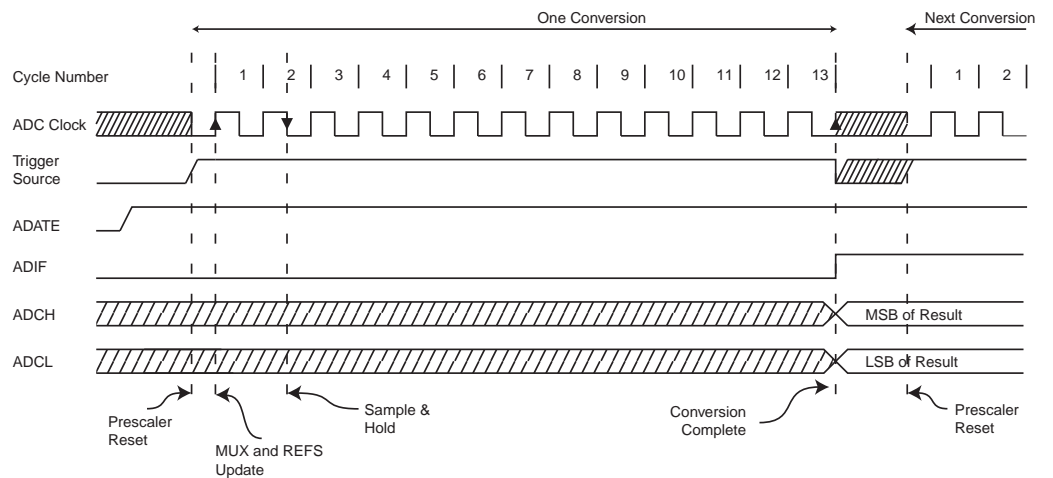 One Conversion
Next Conversion
Cycle Number
1 2 3 4 5 6 7 8 9 10 11 12 13 1 2
ADC Clock
Trigger
Source
ADATE
ADIF
ADCH
MSB of Result
ADCL
LSB of Result
Prescaler
Reset
MUX and REFS
Update
Sample &
Hold
Conversion
Complete
Prescaler
Reset